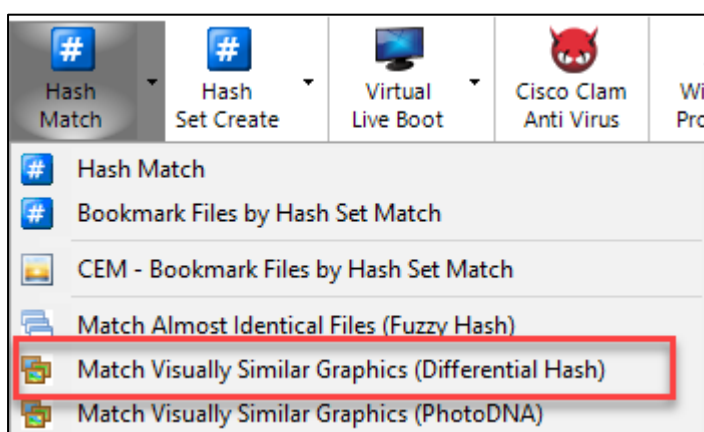 Hash Match
Hash Set Create
Virtual Live Boot
Cisco Clam Anti Virus
Hash Match
Bookmark Files by Hash Set Match
CEM - Bookmark Files by Hash Set Match
Match Almost Identical Files (Fuzzy Hash)
Match Visually Similar Graphics (Differential Hash)
Match Visually Similar Graphics (PhotoDNA)